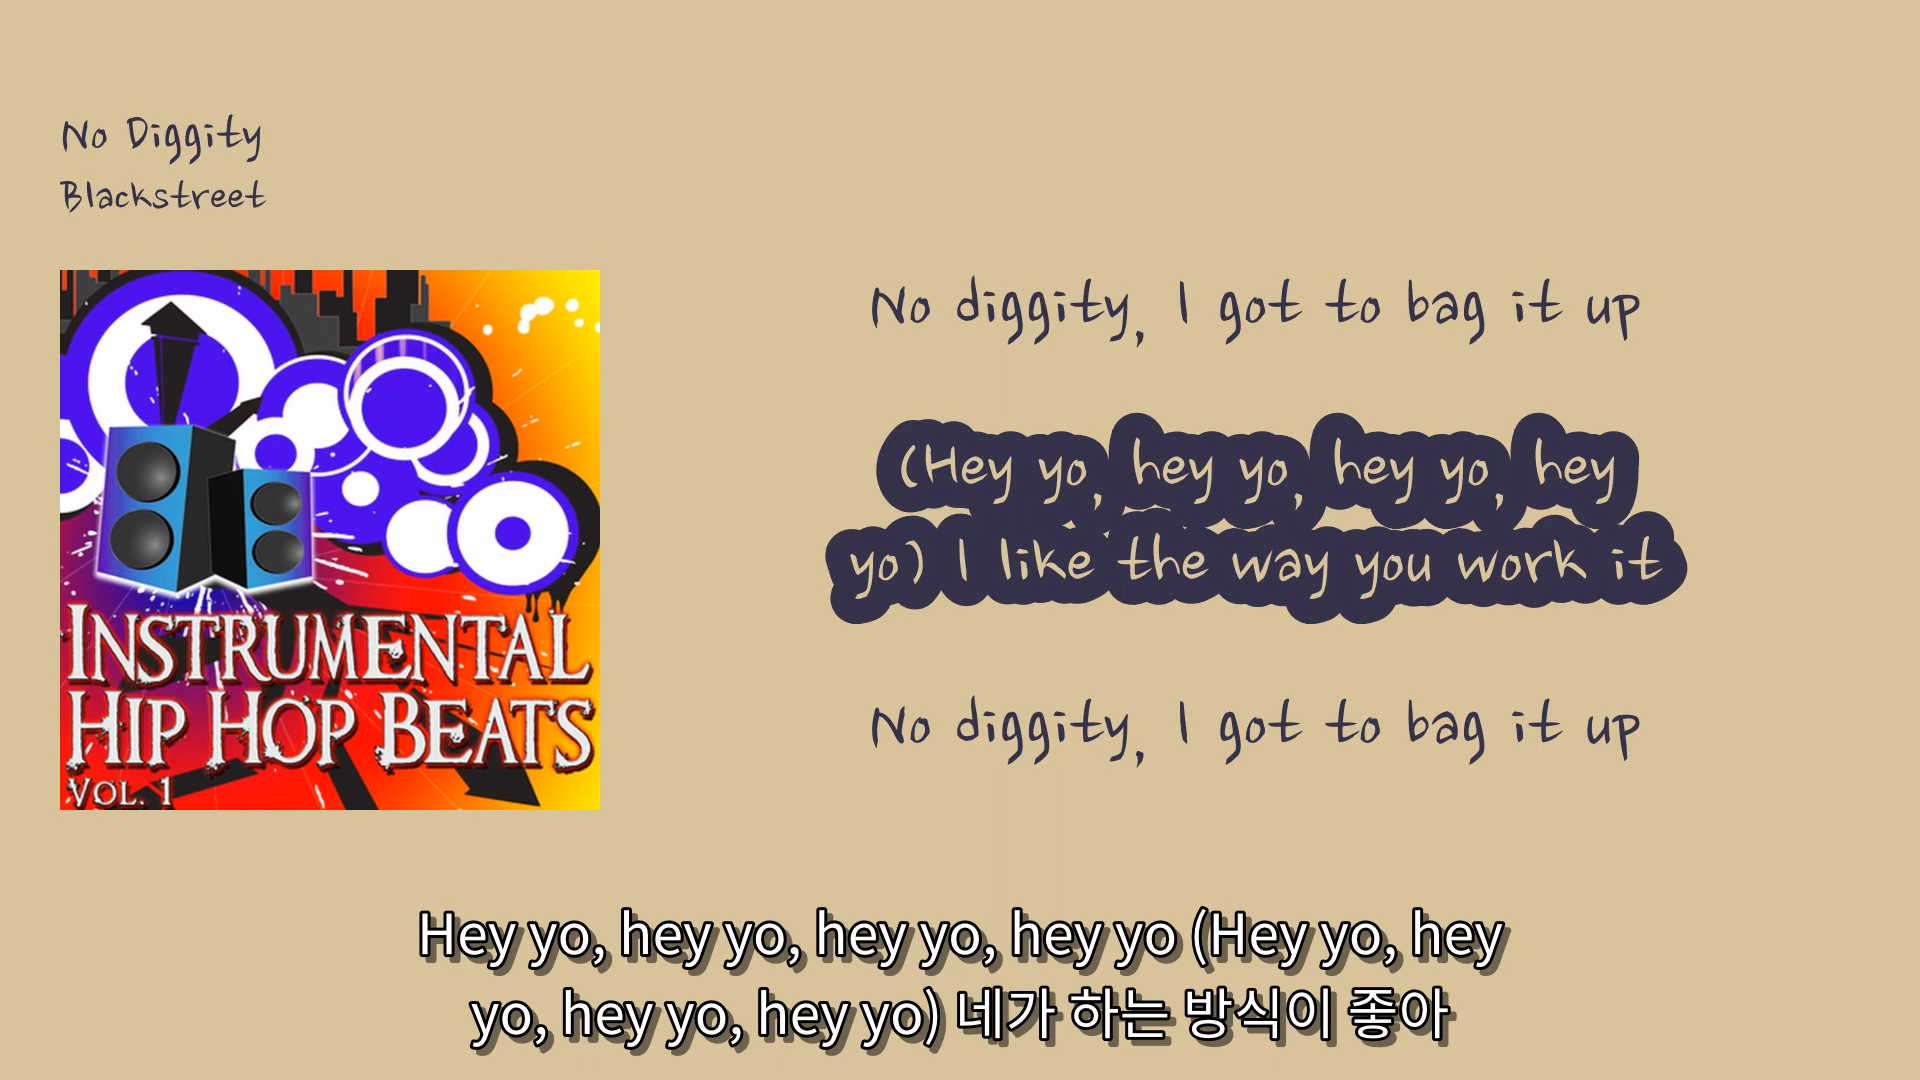 No Diggity
Blackstreet
INSTRUMENTAL
HIP HOP BEATS
VOL. 1
No diggity, I got to bag it up
(Hey yo, hey yo, hey yo, hey
yo) I like the way you work it
No diggity, I got to bag it up
Hey yo, hey yo, hey yo, hey yo (Hey yo, hey
yo, hey yo, hey yo) 네가 하는 방식이 좋아